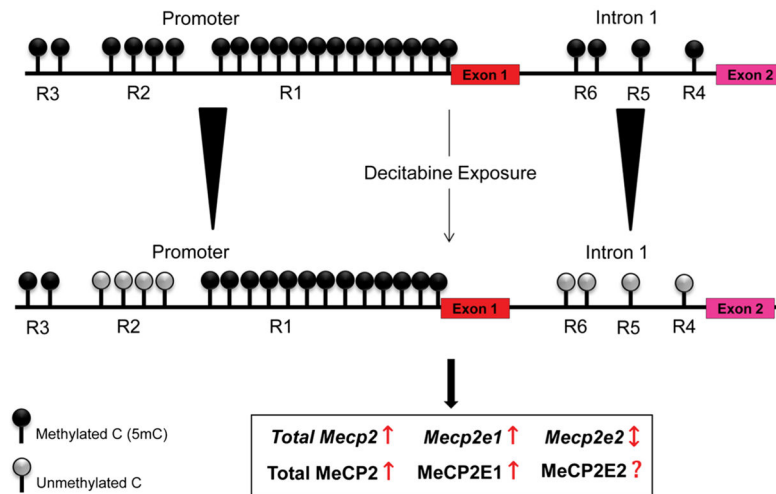 Promoter Intron 1
Exon 1 Exon 2
R3 R2 R1 R6 R5 R4
Decitabine Exposure
Promoter Intron 1
Exon 1 Exon 2
R3 R2 R1 R6 R5 R4
Total Mecp2 ↑ Mecp2e1 ↑ Mecp2e2 ↕
Total MeCP2 ↑ MeCP2E1 ↑ MeCP2E2 ?
Methylated C (5mC)
Unmethylated C